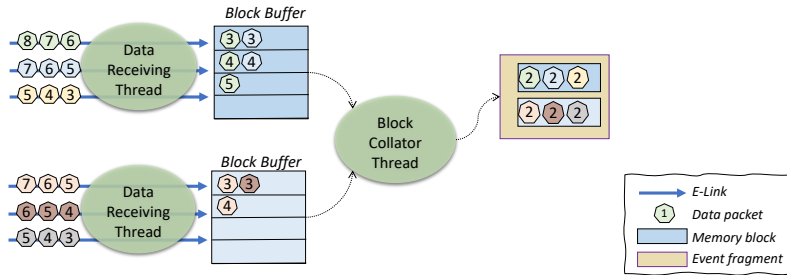 Block Buffer
8 7 6
7 6 5
5 4 3
Data
Receiving
Thread
3 3
4 4
5
Block
Collator
Thread
2 2 2
2 2 2
Block Buffer
7 6 5
6 5 4
5 4 3
Data
Receiving
Thread
3 3
4
E-Link
1 Data packet
Memory block
Event fragment